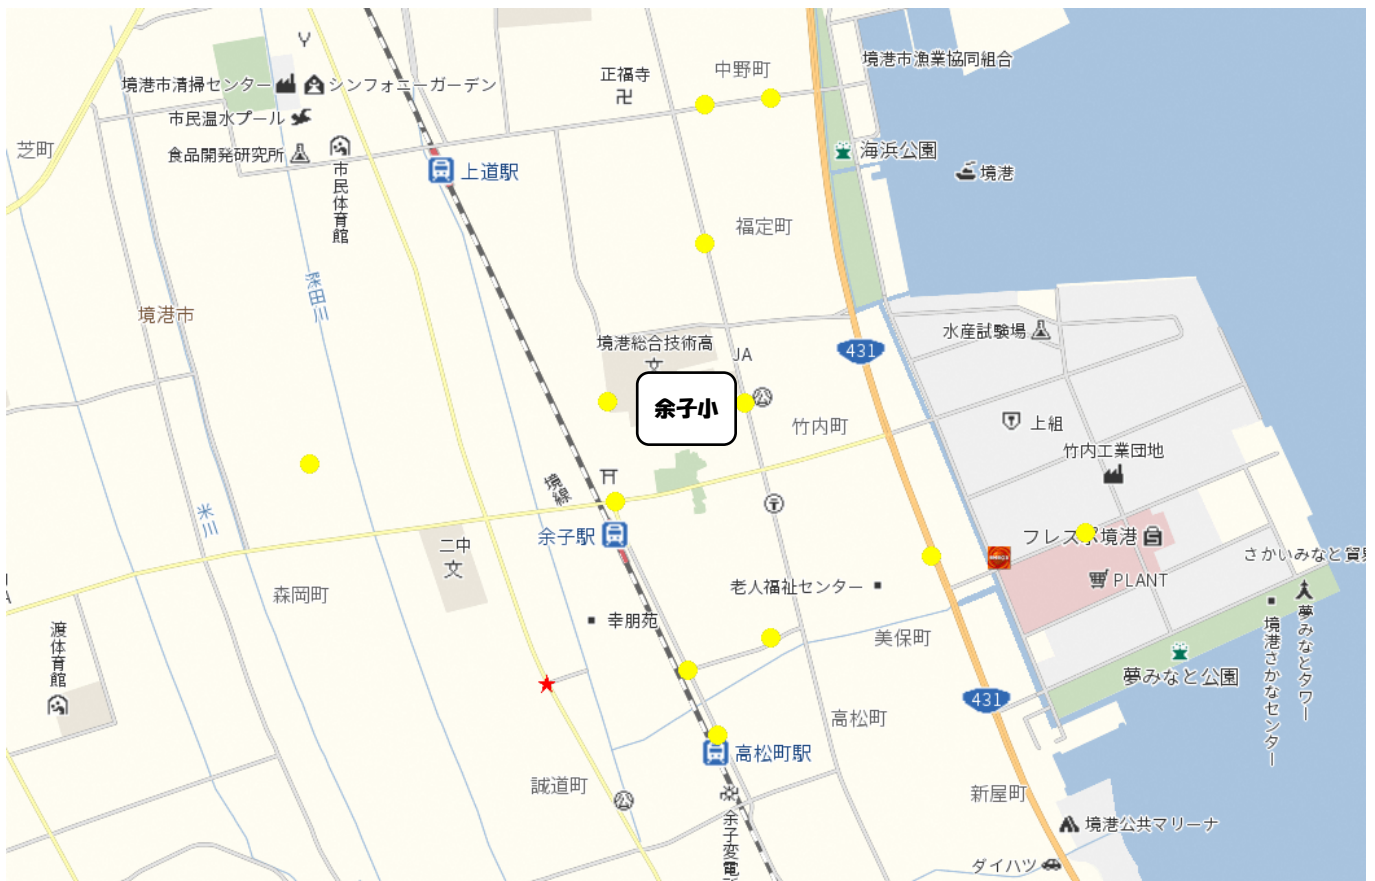 境港市漁業協同組合
中野町
正福寺
境港市清掃センター
シンフォニーガーデン
市民温水プール
芝町
食品開発研究所
市民体育館
上道駅
海浜公園
境港
福定町
深田川
境港市
水産試験場
境港総合技術高
文
JA
431
余子小
上組
竹内町
竹内工業団地
境線
米川
余子駅
二中
文
フレスポ境港
さかいみなと貿
PLANT
老人福祉センター
森岡町
幸朋苑
美保町
渡体育館
夢みなとタワー
境港さかなセンター
夢みなと公園
431
高松町
高松町駅
誠道町
新屋町
余子変電
境港公共マリーナ
ダイハツ